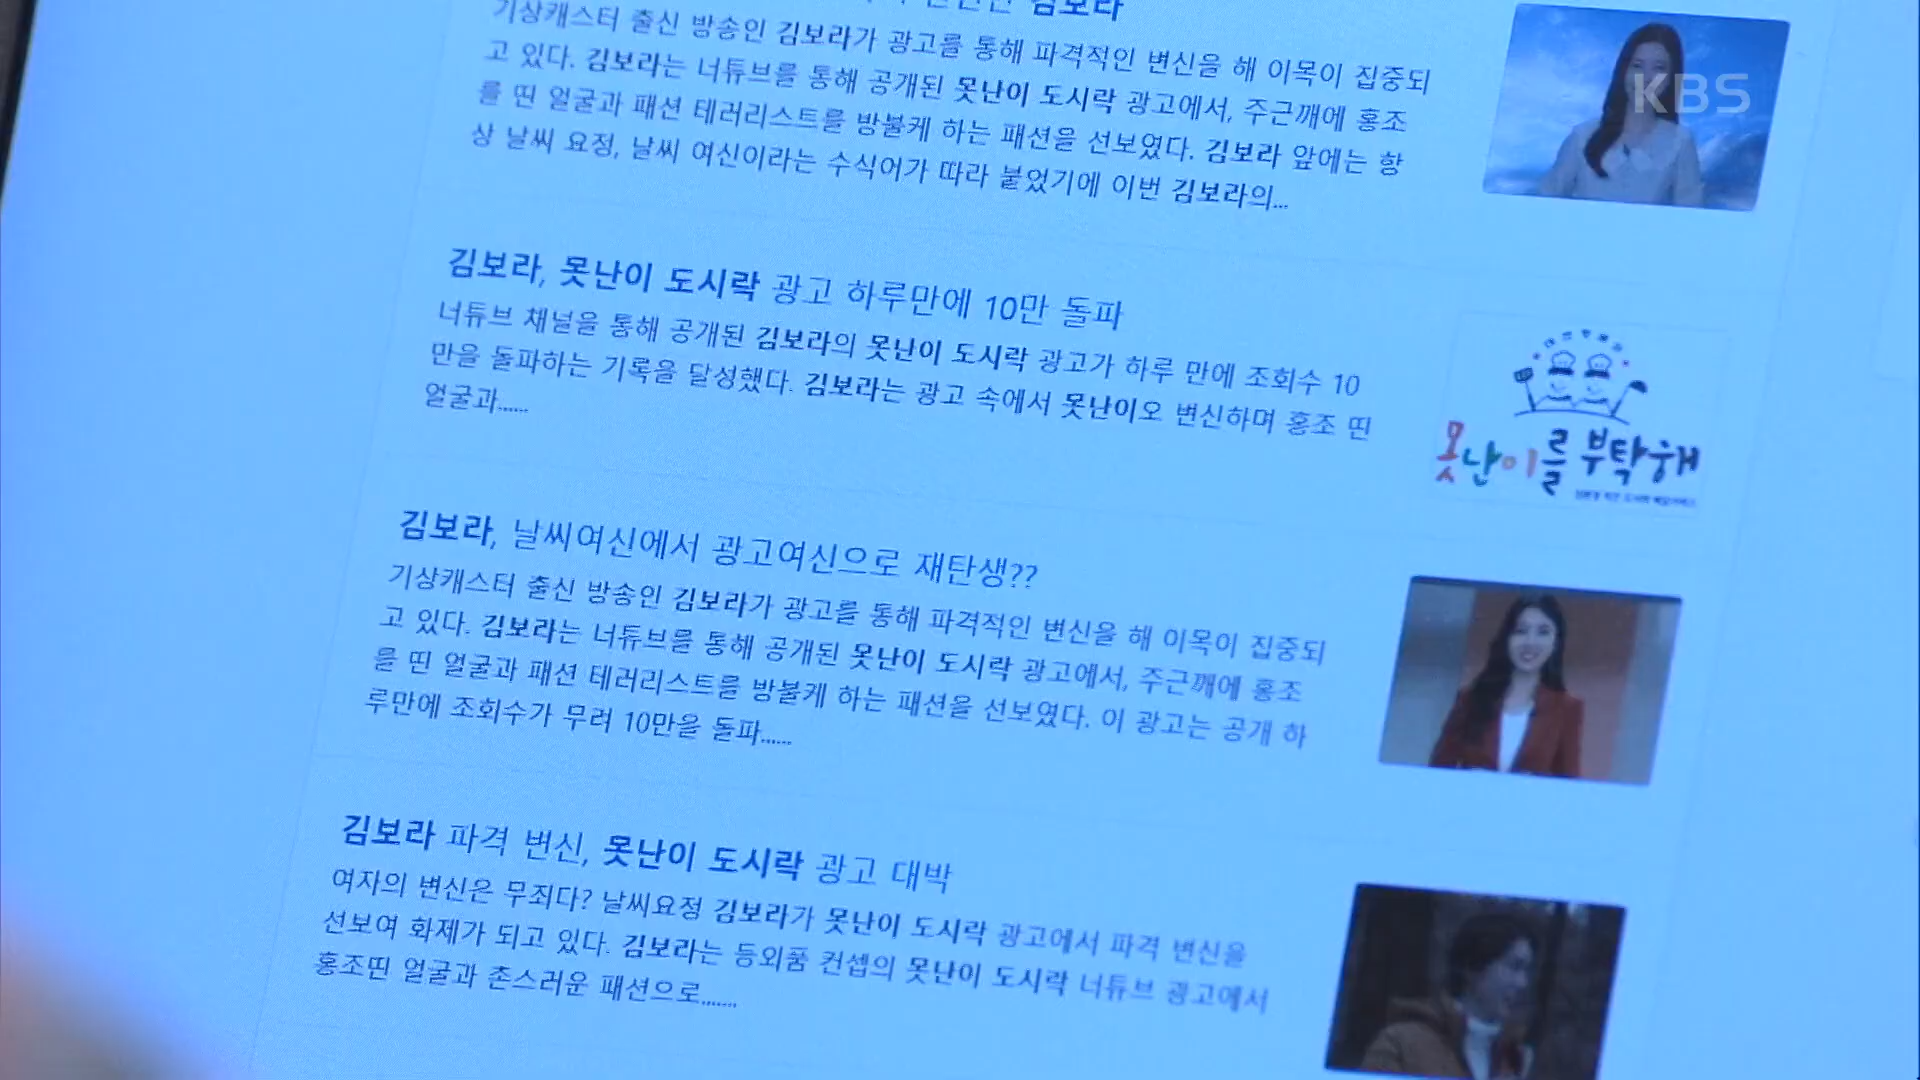 김보라
기상캐스터 출신 방송인 김보라가 광고를 통해 파격적인 변신을 해 이목이 집중되
고 있다. 김보라는 너튜브를 통해 공개된 못난이 도시락 광고에서, 주근깨에 홍조
를 띤 얼굴과 패션 테러리스트를 방불케 하는 패션을 선보였다. 김보라 앞에는 항
상 날씨 요정, 날씨 여신이라는 수식어가 따라 붙었기에 이번 김보라의...
KBS
김보라, 못난이 도시락 광고 하루만에 10만 돌파
너튜브 채널을 통해 공개된 김보라의 못난이 도시락 광고가 하루 만에 조회수 10
만을 돌파하는 기록을 달성했다. 김보라는 광고 속에서 못난이오 변신하며 홍조 띤
얼굴과......
못난이를 부탁해
김보라, 날씨여신에서 광고여신으로 재탄생??
기상캐스터 출신 방송인 김보라가 광고를 통해 파격적인 변신을 해 이목이 집중되
고 있다. 김보라는 너튜브를 통해 공개된 못난이 도시락 광고에서, 주근깨에 홍조
를 띤 얼굴과 패션 테러리스트를 방불케 하는 패션을 선보였다. 이 광고는 공개 하
루만에 조회수가 무려 10만을 돌파......
김보라 파격 변신, 못난이 도시락 광고 대박
여자의 변신은 무죄다? 날씨요정 김보라가 못난이 도시락 광고에서 파격 변신을
선보여 화제가 되고 있다. 김보라는 등외품 컨셉의 못난이 도시락 너튜브 광고에서
홍조띤 얼굴과 촌스러운 패션으로.......